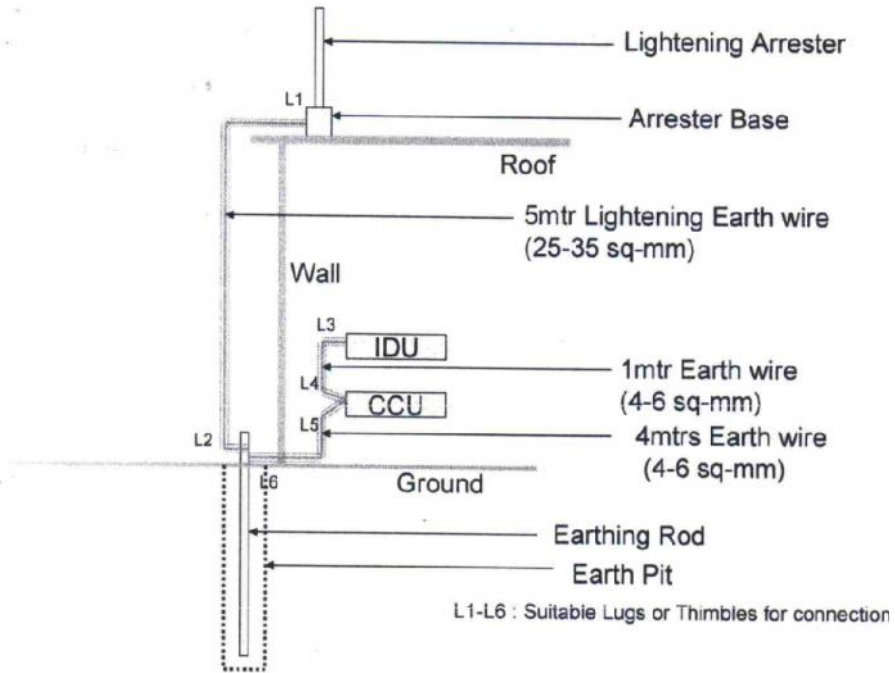 Lightening Arrester
L1
Arrester Base
Roof
5mtr Lightening Earth wire
(25-35 sq-mm)
Wall
L3
IDU
1mtr Earth wire
(4-6 sq-mm)
L4
CCU
L5
4mtrs Earth wire
(4-6 sq-mm)
L2
L6
Ground
Earthing Rod
Earth Pit
L1-L6 : Suitable Lugs or Thimbles for connection